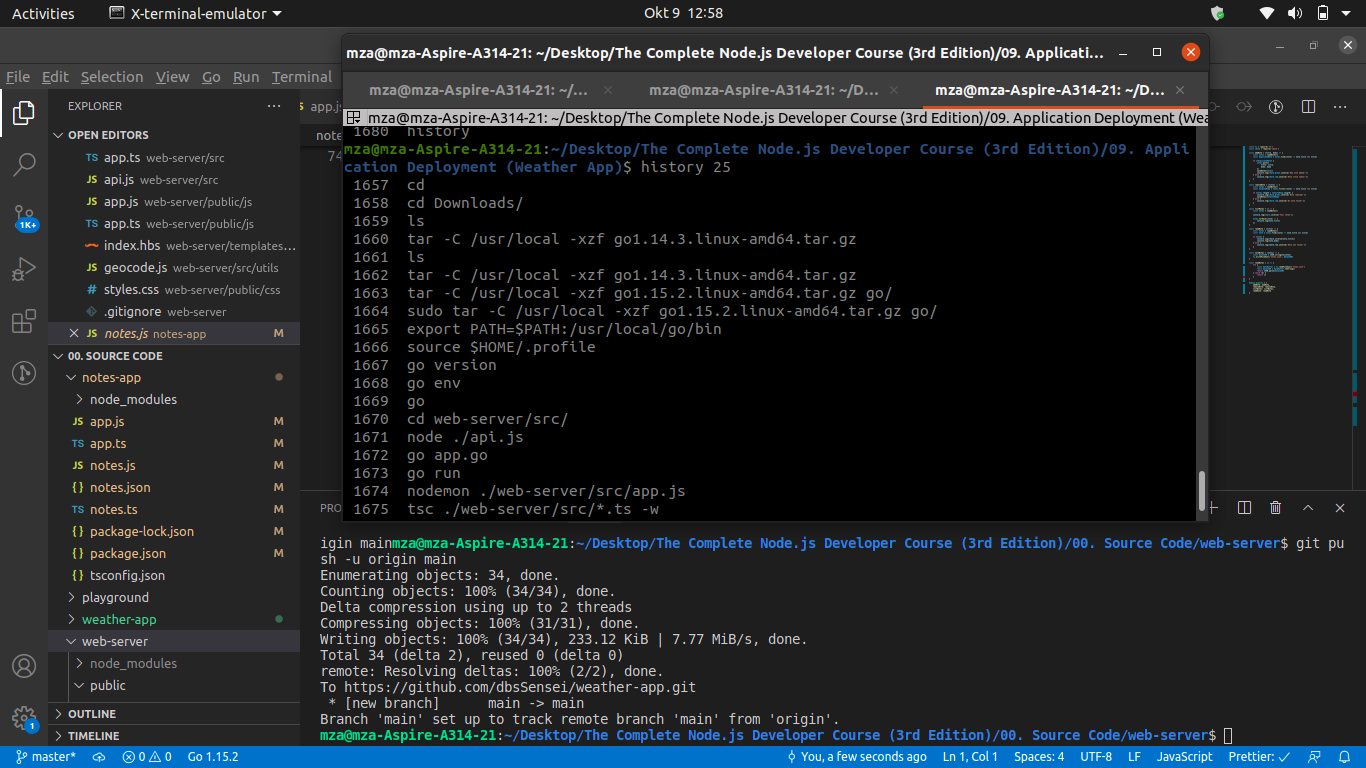 Activities X-terminal-emulator Okt 9 12:58
File Edit Selection View Go Run Terminal
mza@mza-Aspire-A314-21: ~/Desktop/The Complete Node.js Developer Course (3rd Edition)/09. Applicati...
mza@mza-Aspire-A314-21: ~/... mza@mza-Aspire-A314-21: ~/D... mza@mza-Aspire-A314-21: ~/D...
mza@mza-Aspire-A314-21: ~/Desktop/The Complete Node.js Developer Course (3rd Edition)/09. Application Deployment (Wea
1680 history
mza@mza-Aspire-A314-21:~/Desktop/The Complete Node.js Developer Course (3rd Edition)/09. Appli
cation Deployment (Weather App)$ history 25
1657 cd
1658 cd Downloads/
1659 ls
1660 tar -C /usr/local -xzf go1.14.3.linux-amd64.tar.gz
1661 ls
1662 tar -C /usr/local -xzf go1.14.3.linux-amd64.tar.gz
1663 tar -C /usr/local -xzf go1.15.2.linux-amd64.tar.gz go/
1664 sudo tar -C /usr/local -xzf go1.15.2.linux-amd64.tar.gz go/
1665 export PATH=$PATH:/usr/local/go/bin
1666 source $HOME/.profile
1667 go version
1668 go env
1669 go
1670 cd web-server/src/
1671 node ./api.js
1672 go app.go
1673 go run
1674 nodemon ./web-server/src/app.js
1675 tsc ./web-server/src/*.ts -w
EXPLORER
OPEN EDITORS
TS app.ts web-server/src
JS api.js web-server/src
JS app.js web-server/public/js
TS app.ts web-server/public/js
index.hbs web-server/templates...
JS geocode.js web-server/src/utils
# styles.css web-server/public/css
.gitignore web-server
JS notes.js notes-app M
00. SOURCE CODE
notes-app
node_modules
JS app.js M
TS app.ts M
JS notes.js M
{} notes.json M
TS notes.ts M
{} package-lock.json M
{} package.json M
{} tsconfig.json
playground
weather-app
web-server
node_modules
public
OUTLINE
TIMELINE
1K+
1
app.js
note
74
PRO
igin mainmza@mza-Aspire-A314-21:~/Desktop/The Complete Node.js Developer Course (3rd Edition)/00. Source Code/web-server$ git pu
sh -u origin main
Enumerating objects: 34, done.
Counting objects: 100% (34/34), done.
Delta compression using up to 2 threads
Compressing objects: 100% (31/31), done.
Writing objects: 100% (34/34), 233.12 KiB | 7.77 MiB/s, done.
Total 34 (delta 2), reused 0 (delta 0)
remote: Resolving deltas: 100% (2/2), done.
To https://github.com/dbsSensei/weather-app.git
* [new branch] main -> main
Branch 'main' set up to track remote branch 'main' from 'origin'.
mza@mza-Aspire-A314-21:~/Desktop/The Complete Node.js Developer Course (3rd Edition)/00. Source Code/web-server$
master* 0 0 Go 1.15.2 You, a few seconds ago Ln 1, Col 1 Spaces: 4 UTF-8 LF JavaScript Prettier: ✓